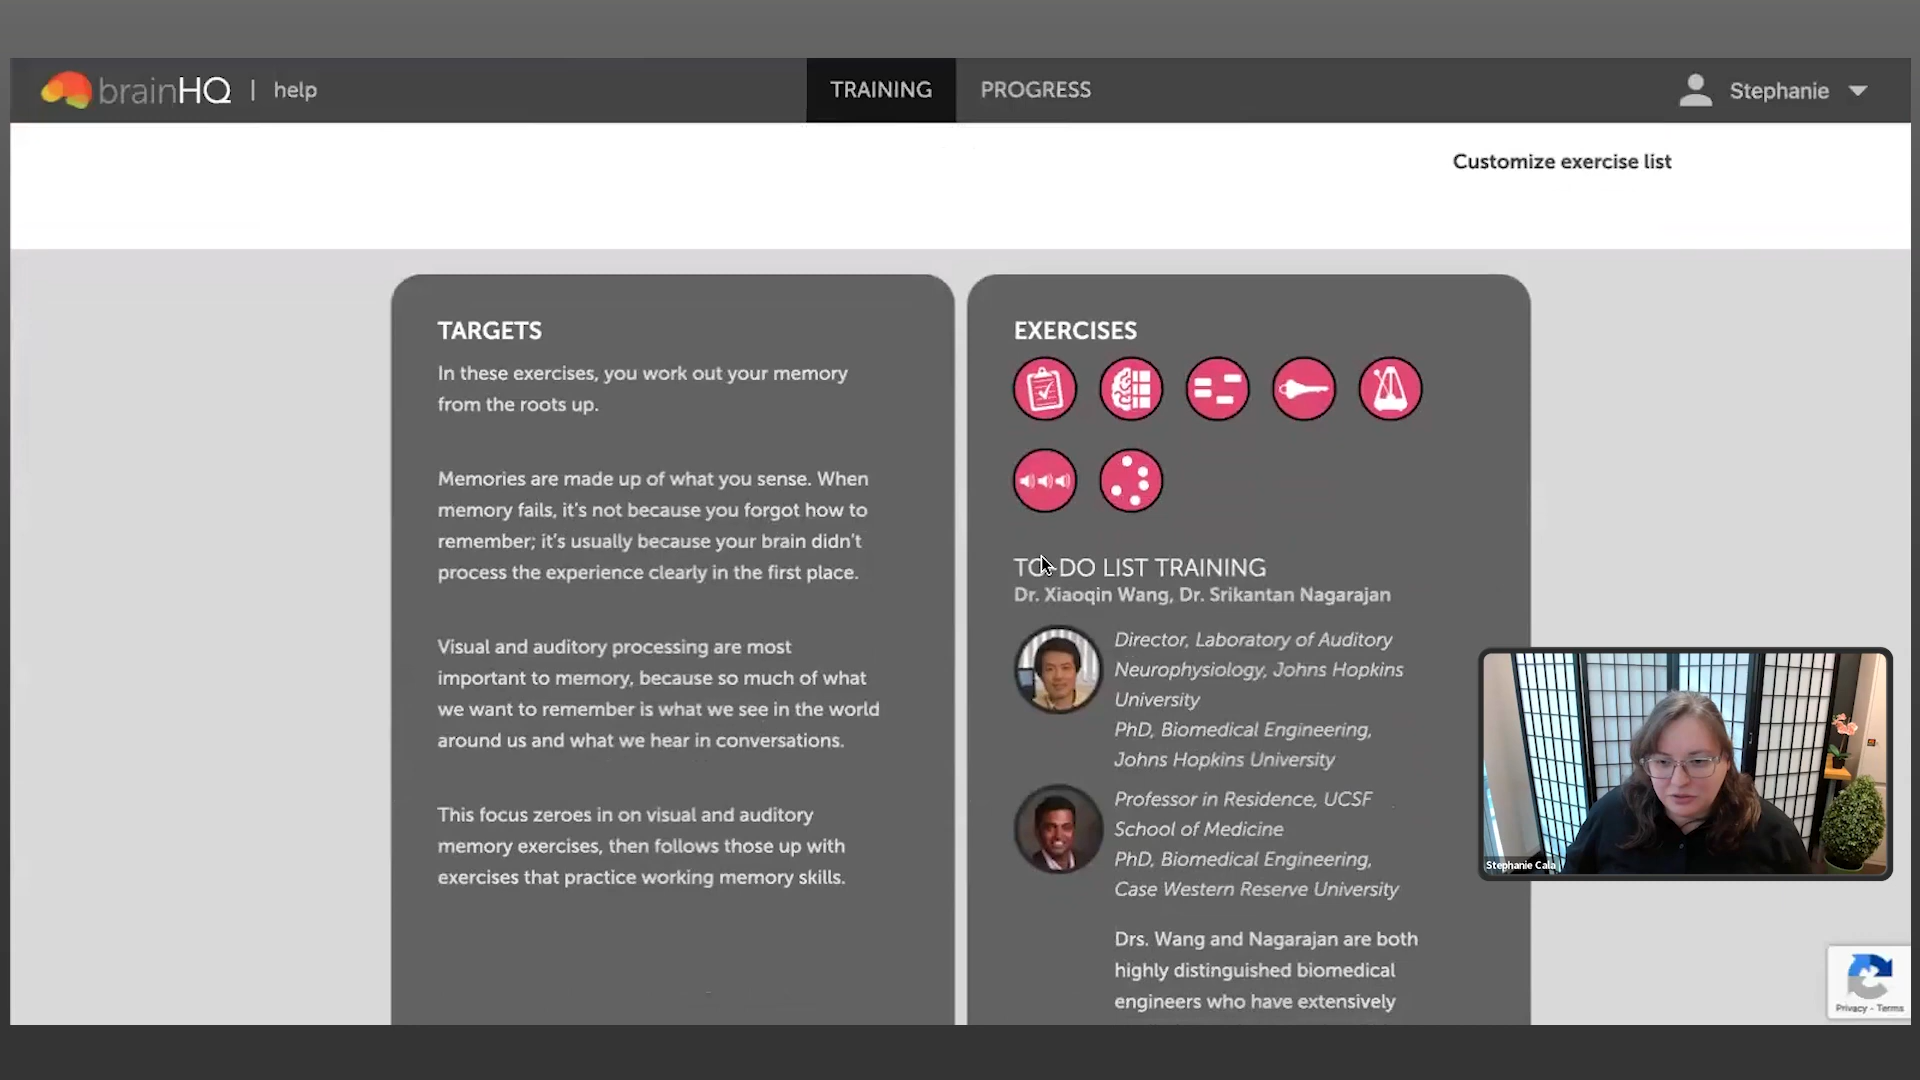 brainHQ | help
TRAINING
PROGRESS
Stephanie
Customize exercise list
TARGETS
In these exercises, you work out your memory
from the roots up.
Memories are made up of what you sense. When
memory fails, it's not because you forgot how to
remember; it's usually because your brain didn't
process the experience clearly in the first place.
Visual and auditory processing are most
important to memory, because so much of what
we want to remember is what we see in the world
around us and what we hear in conversations.
This focus zeroes in on visual and auditory
memory exercises, then follows those up with
exercises that practice working memory skills.
EXERCISES
TO-DO LIST TRAINING
Dr. Xiaoqin Wang, Dr. Srikantan Nagarajan
Director, Laboratory of Auditory
Neurophysiology, Johns Hopkins
University
PhD, Biomedical Engineering,
Johns Hopkins University
Professor in Residence, UCSF
School of Medicine
PhD, Biomedical Engineering,
Case Western Reserve University
Drs. Wang and Nagarajan are both
highly distinguished biomedical
engineers who have extensively
Stephanie Cala
Privacy - Terms